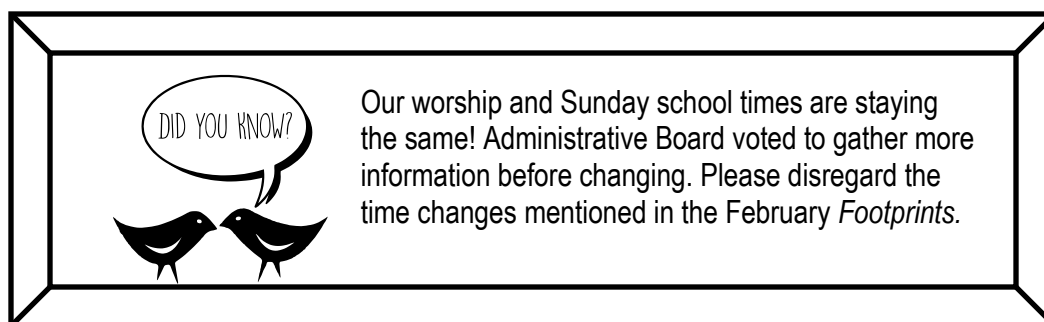 DID YOU KNOW?
Our worship and Sunday school times are staying
the same! Administrative Board voted to gather more
information before changing. Please disregard the
time changes mentioned in the February Footprints.